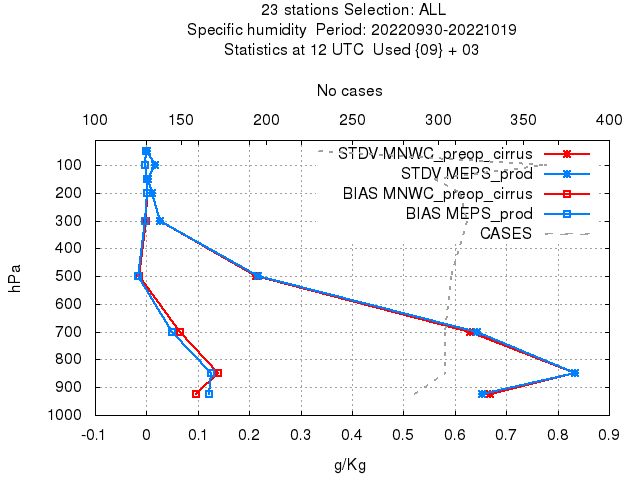 23 stations Selection: ALL
Specific humidity  Period: 20220930-20221019
Statistics at 12 UTC  Used {09} + 03
No cases
100 150 200 250 300 350 400
STDV MNWC_preop_cirrus
STDV MEPS_prod
BIAS MNWC_preop_cirrus
BIAS MEPS_prod
CASES
hPa
100
200
300
400
500
600
700
800
900
1000
-0.1 0 0.1 0.2 0.3 0.4 0.5 0.6 0.7 0.8 0.9
g/Kg